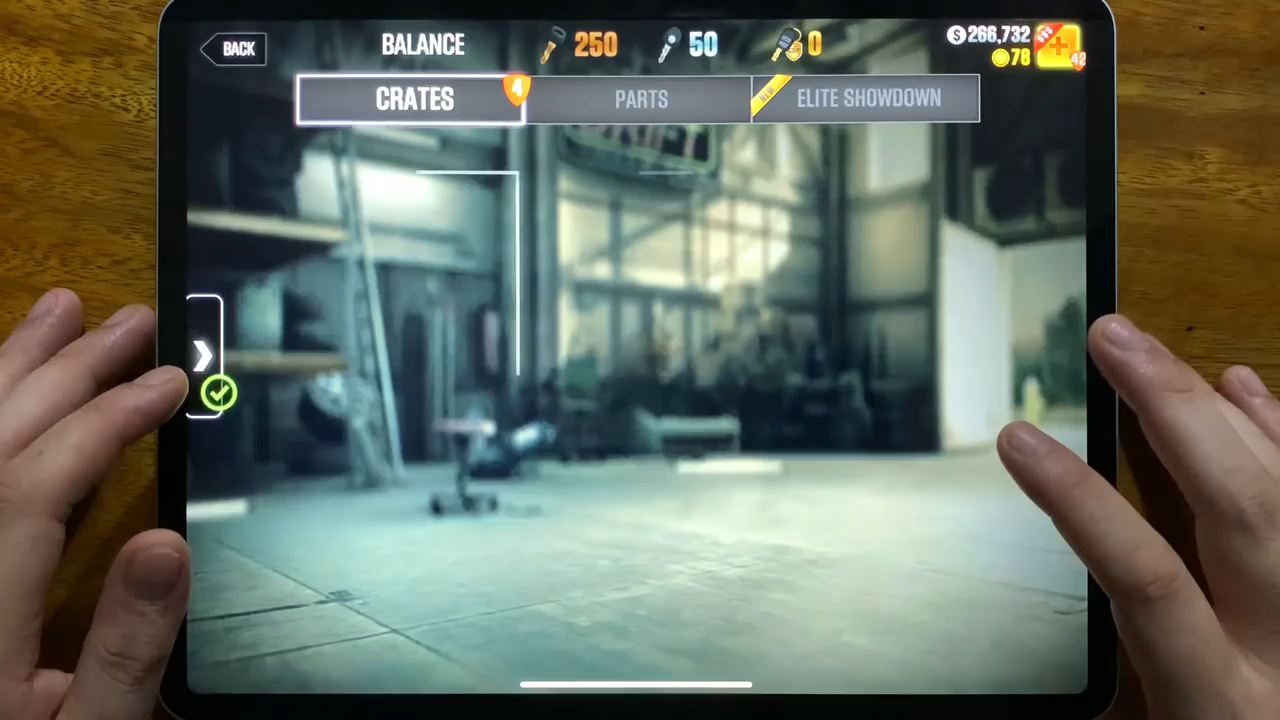 BACK
BALANCE
250
50
0
$ 266,732
78
42
CRATES
4
PARTS
NEW
ELITE SHOWDOWN